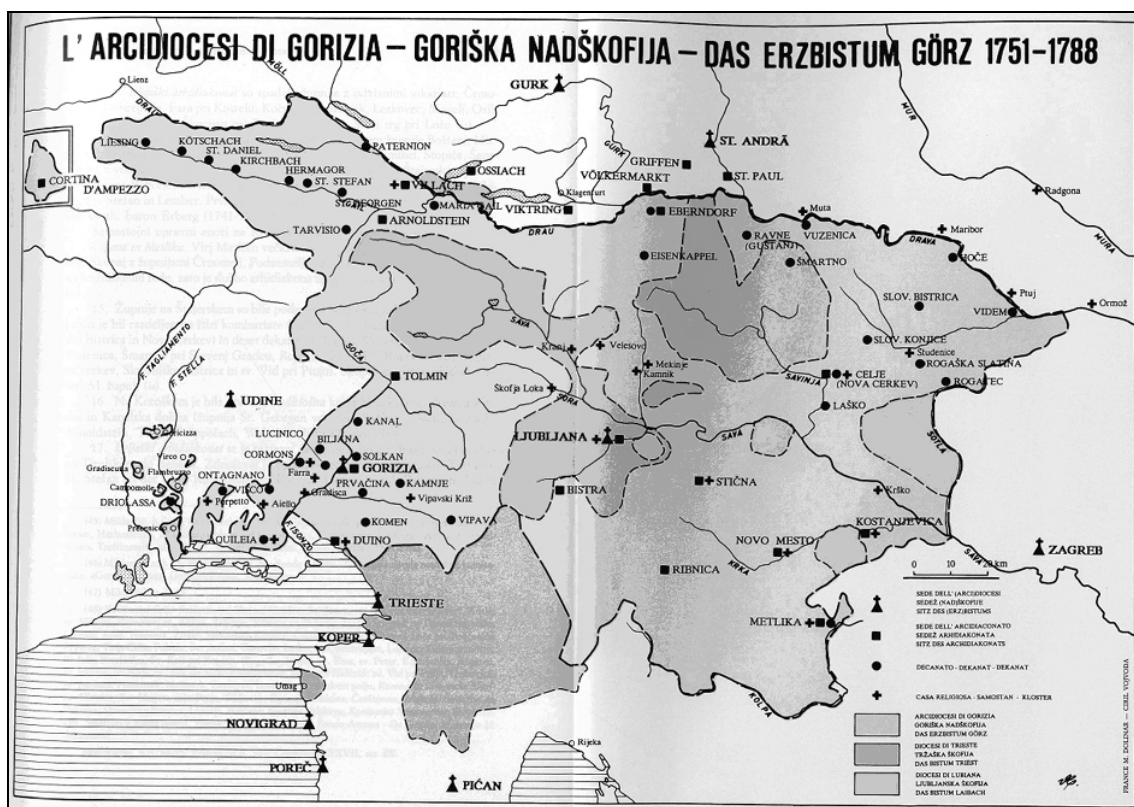 L' ARCIDIOCESI DI GORIZIA – GORIŠKA NADŠKOFIJA – DAS ERZBISTUM GÖRZ 1751-1788
Lienz
MÖLL
DRAU
GURK
GURK
MÜR
LIESING
KÖTSCHACH
ST. DANIEL
KIRCHBACH
HERMAGOR
ST. STEFAN
PATERNION
OSSIACH
ST. ANDRÄ
GRIFFEN
VÖLKERMARKT
ST. PAUL
CORTINA
D'AMPEZZO
VILLACH
Klagenfurt
Radgona
MARIA GAIL
VIKTRING
EBERNDORF
Muta
VUZENICA
Maribor
MURA
ARNOLDSTEIN
DRAU
TARVISIO
RAVNE
(GUŠTANJ)
DRAVA
HOČE
EISENKAPPEL
ŠMARTNO
SLOV. BISTRICA
Ptuj
Ormož
VIDEM
F. TAGLIAMENTO
F. STELLA
SOČA
SAVA
Kranj
Velesovo
SLOV. KONJICE
Studenice
ROGAŠKA SLATINA
ROGATEC
TOLMIN
Škofja Loka
SORA
Mekinje
Kamnik
SAVINJA
CELJE
(NOVA CERKEV)
LAŠKO
UDINE
KANAL
LUCINICO
BILJANA
CORMONS
SOLKAN
GORIZIA
LJUBLJANA
SAVA
SOTLA
Virco
Gradiscutta
Flambruzzo
Campomolle
DRIOLASSA
ONTAGNANO
VISCO
Farra
Gradisca
PRVAČINA
KAMNJE
Vipavski Križ
BISTRA
STIČNA
Krško
Perpetto
Aiello
AQUILEIA
F. ISONZO
KOMEN
VIPAVA
DUINO
NOVO MESTO
KOSTANJEVICA
KRKA
SAVA
ZAGREB
RIBNICA
TRIESTE
KOPER
METLIKA
KOLPA
Umag
NOVIGRAD
POREČ
Rijeka
PIĆAN
0 10 20 km
SEDE DELL' (ARCI)DIOCESI
SEDEŽ (NAD)ŠKOFIJE
SITZ DES (ERZ)BISTUMS
SEDE DELL' ARCIDIACONATO
SEDEŽ ARHIDIAKONATA
SITZ DES ARCHIDIAKONATS
DECANATO - DEKANAT - DEKANAT
CASA RELIGIOSA - SAMOSTAN - KLOSTER
ARCIDIOCESI DI GORIZIA
GORIŠKA NADŠKOFIJA
DAS ERZBISTUM GÖRZ
DIOCESI DI TRIESTE
TRŽAŠKA ŠKOFIJA
DAS BISTUM TRIEST
DIOCESI DI LUBIANA
LJUBLJANSKA ŠKOFIJA
DAS BISTUM LAIBACH
FRANCE M. DOLINAR — CIRIL VOJVODA